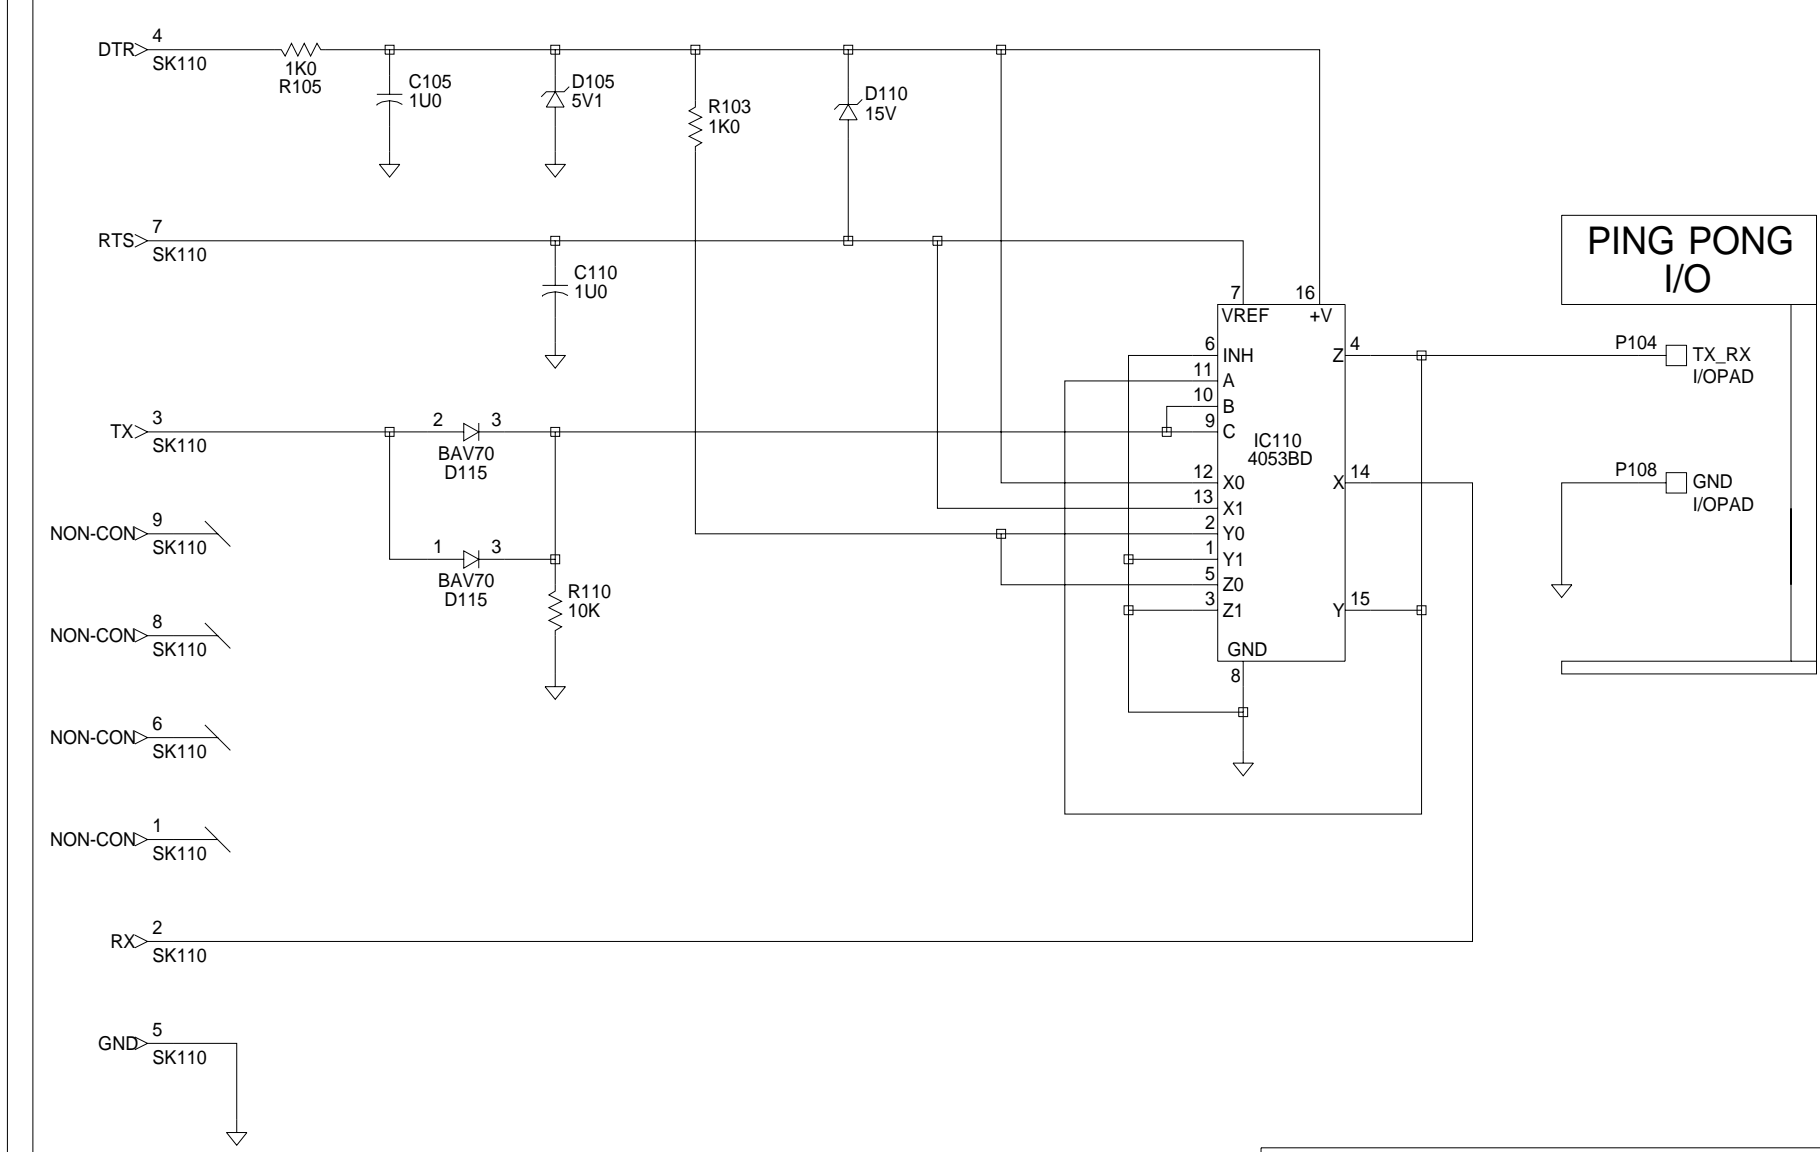 DTR
4
SK110
1K0
R105
C105
1U0
D105
5V1
R103
1K0
D110
15V
RTS
7
SK110
C110
1U0
PING PONG
I/O
7
16
VREF
+V
6
INH
11
A
10
B
9
C
12
X0
13
X1
2
Y0
1
Y1
5
Z0
3
Z1
GND
8
IC110
4053BD
Z
4
X
14
Y
15
P104
TX_RX
I/OPAD
P108
GND
I/OPAD
TX
3
SK110
2
3
BAV70
D115
NON-CON
9
SK110
1
3
BAV70
D115
R110
10K
NON-CON
8
SK110
NON-CON
6
SK110
NON-CON
1
SK110
RX
2
SK110
GND
5
SK110